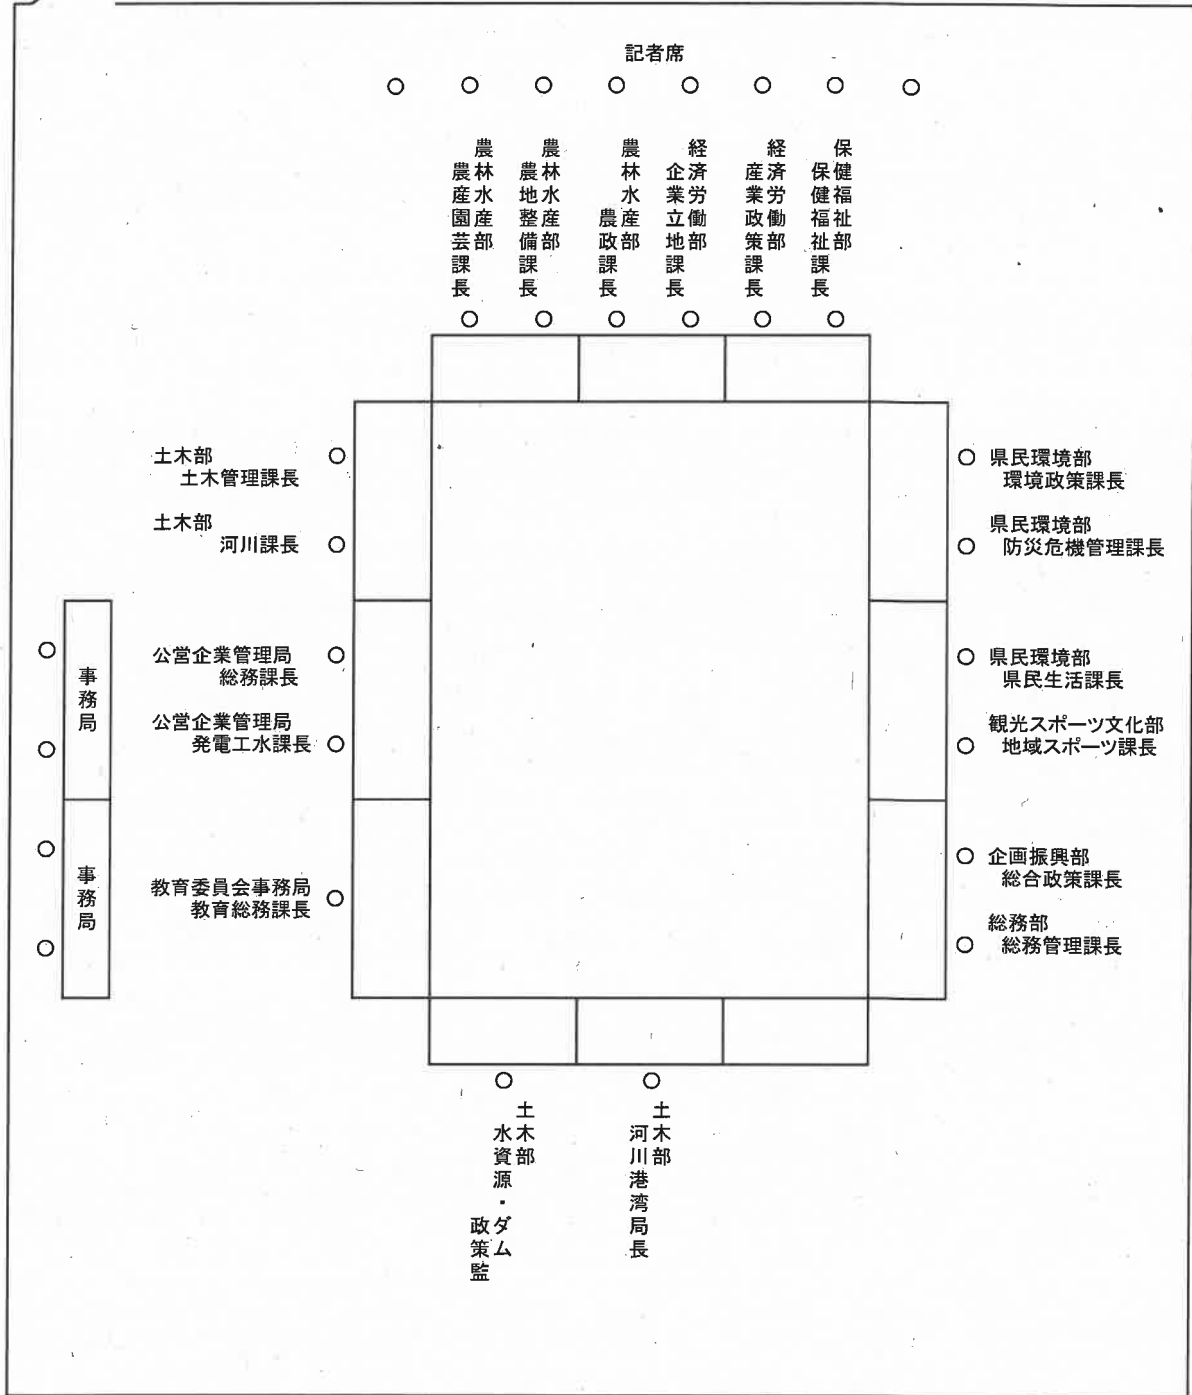 記者席
保健福祉部
保健福祉課長
経済労働部
産業政策課長
経済労働部
企業立地課長
農林水産部
農政課長
農林水産部
農地整備課長
農林水産部
農産園芸課長
土木部
土木管理課長
土木部
河川課長
公営企業管理局
総務課長
公営企業管理局
発電工水課長
教育委員会事務局
教育総務課長
事務局
事務局
県民環境部
環境政策課長
県民環境部
防災危機管理課長
県民環境部
県民生活課長
観光スポーツ文化部
地域スポーツ課長
企画振興部
総合政策課長
総務部
総務管理課長
土木部
河川港湾局長
土木部
水資源・ダム
政策監